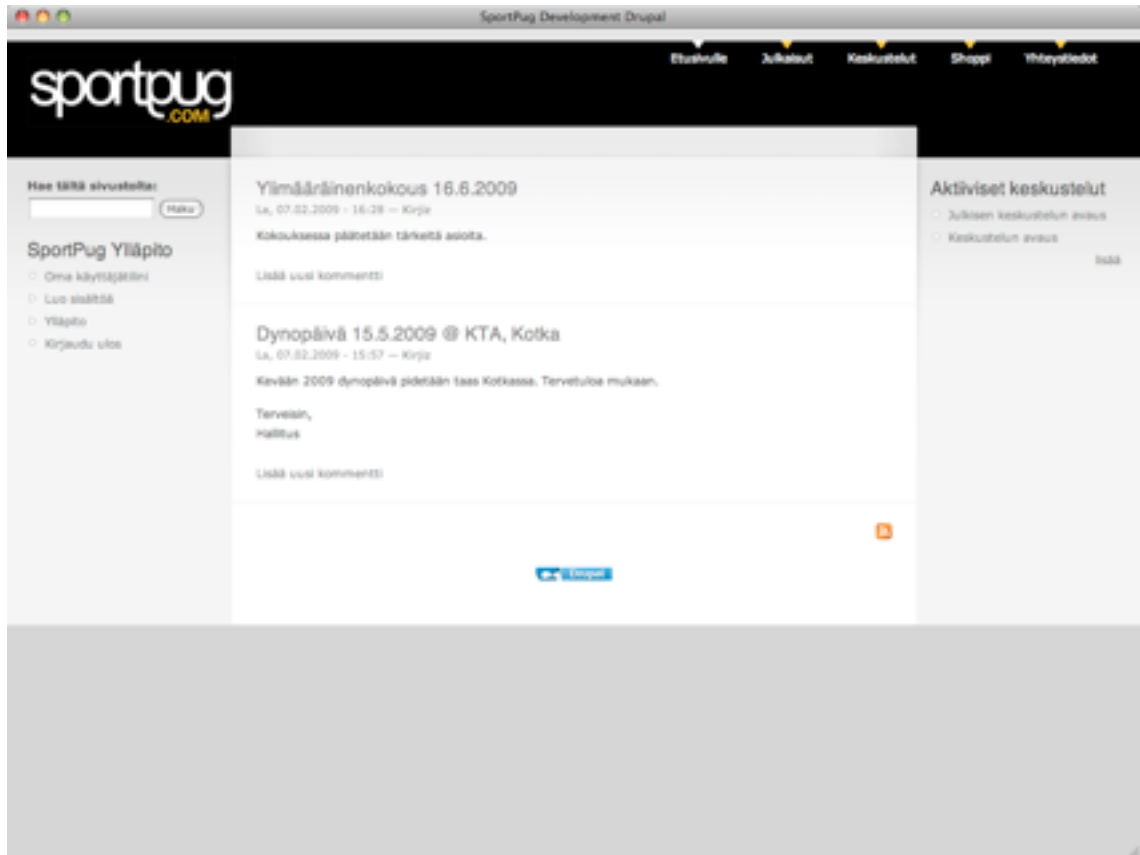 SportPug Development Drupal
sportpug
.COM
Etusivulle Julkaisut Keskustelut Shoppi Yhteystiedot
Hae tältä sivustolta:
Haku
SportPug Ylläpito
Oma käyttäjätilini
Luo sisältöä
Ylläpito
Kirjaudu ulos
Ylimääräinenkokous 16.6.2009
La, 07.02.2009 - 16:28 — Kirjie
Kokouksessa päätetään tärkeitä asioita.
Lisää uusi kommentti
Dynopäivä 15.5.2009 @ KTA, Kotka
La, 07.02.2009 - 15:57 — Kirjie
Kevään 2009 dynopäivä pidetään taas Kotkassa. Tervetuloa mukaan.
Terveisin,
Hallitus
Lisää uusi kommentti
Drupal
Aktiiviset keskustelut
Julkisen keskustelun avaus
Keskustelun avaus
lisää